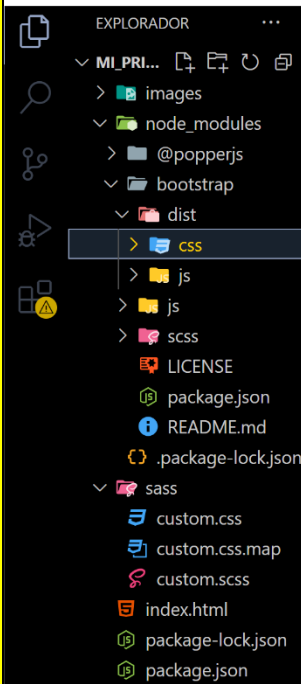 EXPLORADOR ...
MI_PRI...
images
node_modules
@popperjs
bootstrap
dist
css
js
js
scss
LICENSE
package.json
README.md
.package-lock.json
sass
custom.css
custom.css.map
custom.scss
index.html
package-lock.json
package.json